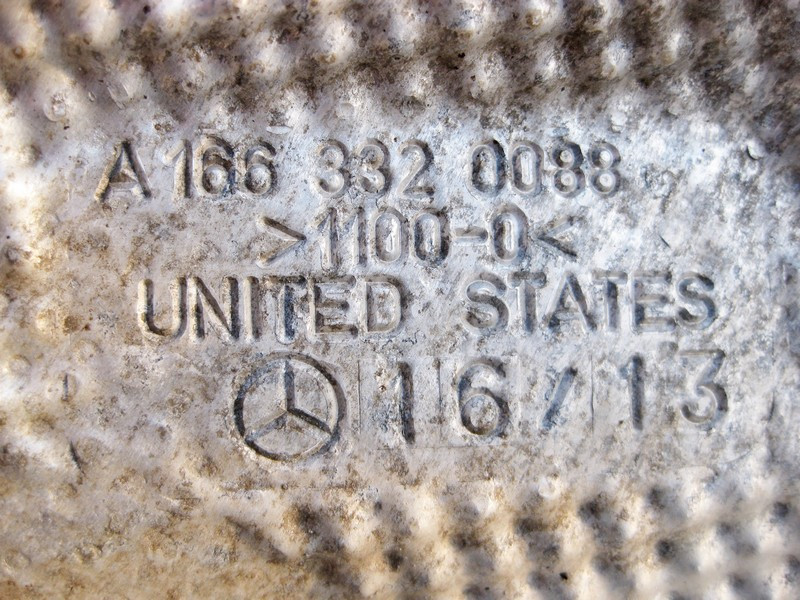 A 166 332 0088
>1100-0<
UNITED STATES
16/13